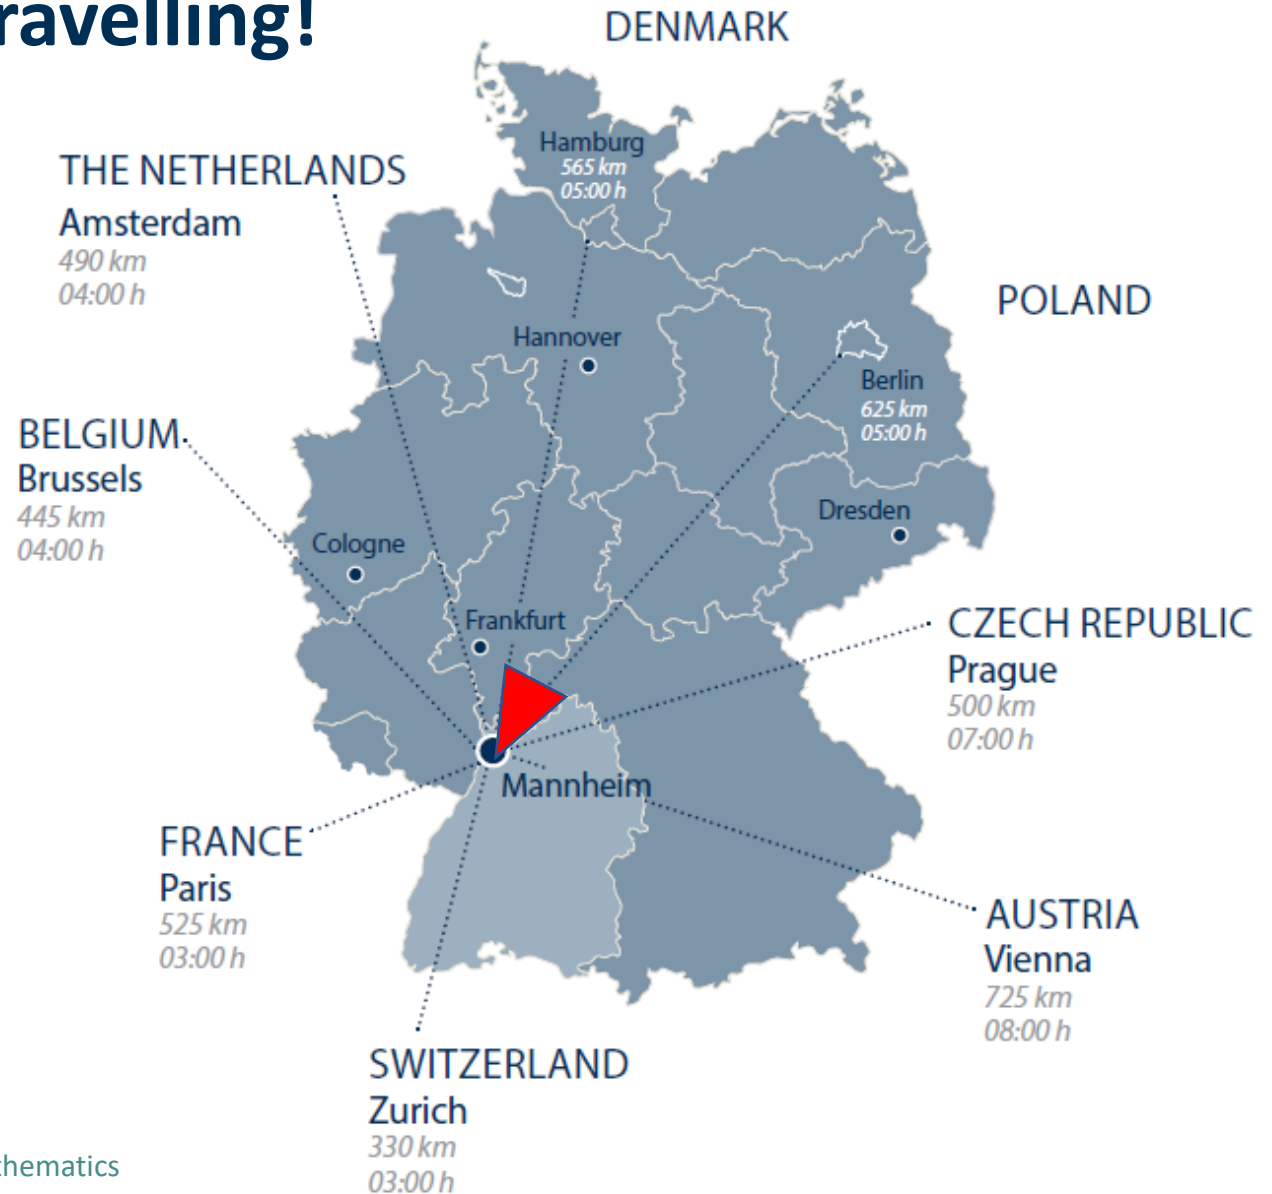 ravelling!
DENMARK
Hamburg
565 km
05:00 h
THE NETHERLANDS
Amsterdam
490 km
04:00 h
POLAND
Hannover
Berlin
625 km
05:00 h
BELGIUM
Brussels
445 km
04:00 h
Dresden
Cologne
Frankfurt
CZECH REPUBLIC
Prague
500 km
07:00 h
Mannheim
FRANCE
Paris
525 km
03:00 h
AUSTRIA
Vienna
725 km
08:00 h
SWITZERLAND
Zurich
330 km
03:00 h
thematics